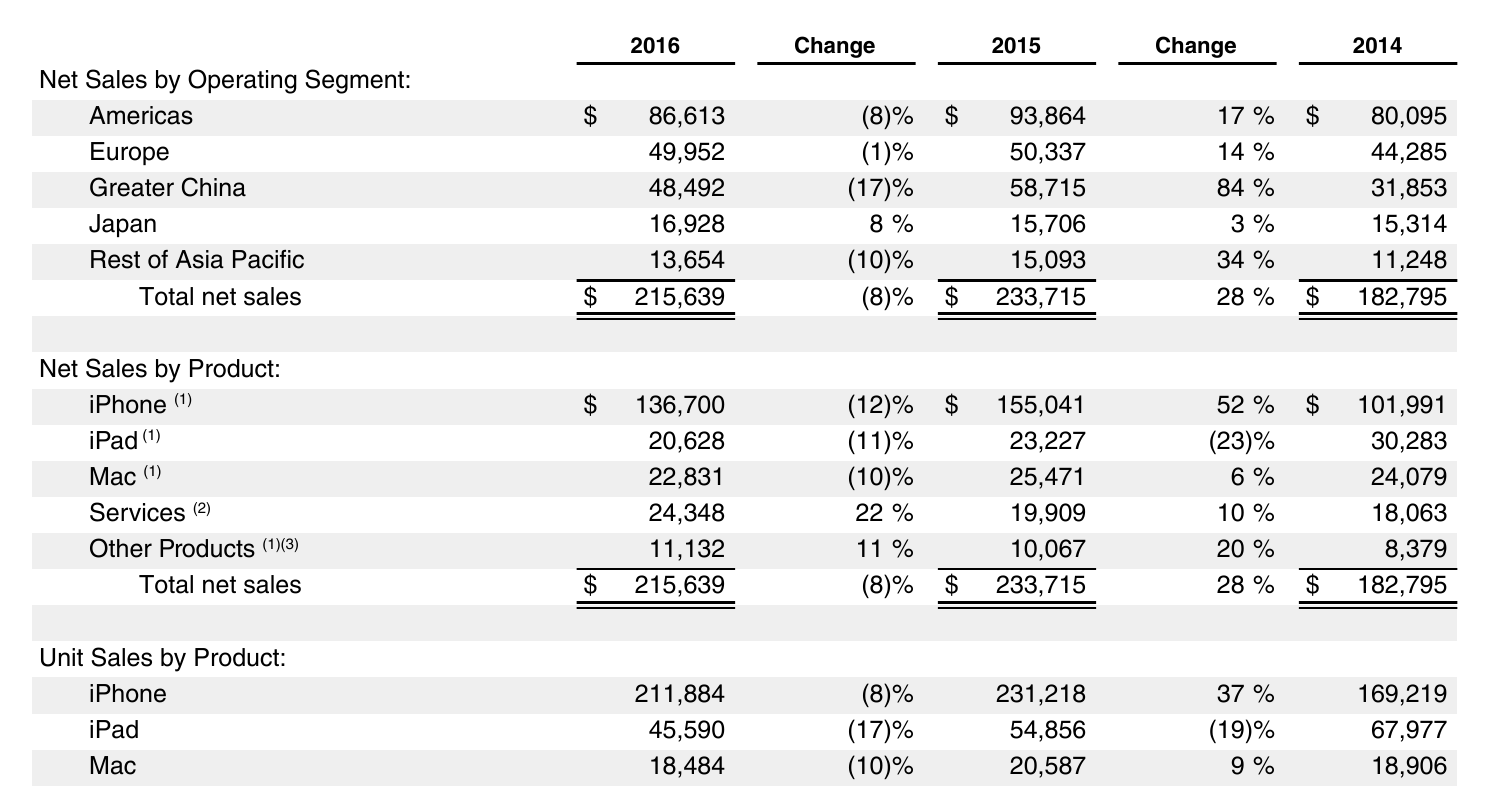 2016 Change 2015 Change 2014
Net Sales by Operating Segment:
Americas $ 86,613 (8)% $ 93,864 17 % $ 80,095
Europe 49,952 (1)% 50,337 14 % 44,285
Greater China 48,492 (17)% 58,715 84 % 31,853
Japan 16,928 8 % 15,706 3 % 15,314
Rest of Asia Pacific 13,654 (10)% 15,093 34 % 11,248
Total net sales $ 215,639 (8)% $ 233,715 28 % $ 182,795
Net Sales by Product:
iPhone (1) $ 136,700 (12)% $ 155,041 52 % $ 101,991
iPad (1) 20,628 (11)% 23,227 (23)% 30,283
Mac (1) 22,831 (10)% 25,471 6 % 24,079
Services (2) 24,348 22 % 19,909 10 % 18,063
Other Products (1)(3) 11,132 11 % 10,067 20 % 8,379
Total net sales $ 215,639 (8)% $ 233,715 28 % $ 182,795
Unit Sales by Product:
iPhone 211,884 (8)% 231,218 37 % 169,219
iPad 45,590 (17)% 54,856 (19)% 67,977
Mac 18,484 (10)% 20,587 9 % 18,906